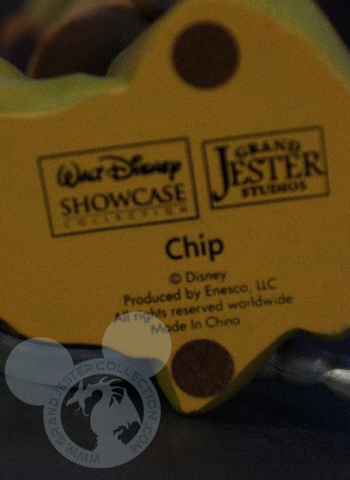 WALT DISNEY
SHOWCASE
COLLECTION
GRAND
JESTER
STUDIOS
Chip
© Disney
Produced by Enesco, LLC
All rights reserved worldwide
Made In China
WWW.GRANDJESTERCOLLECTION.COM